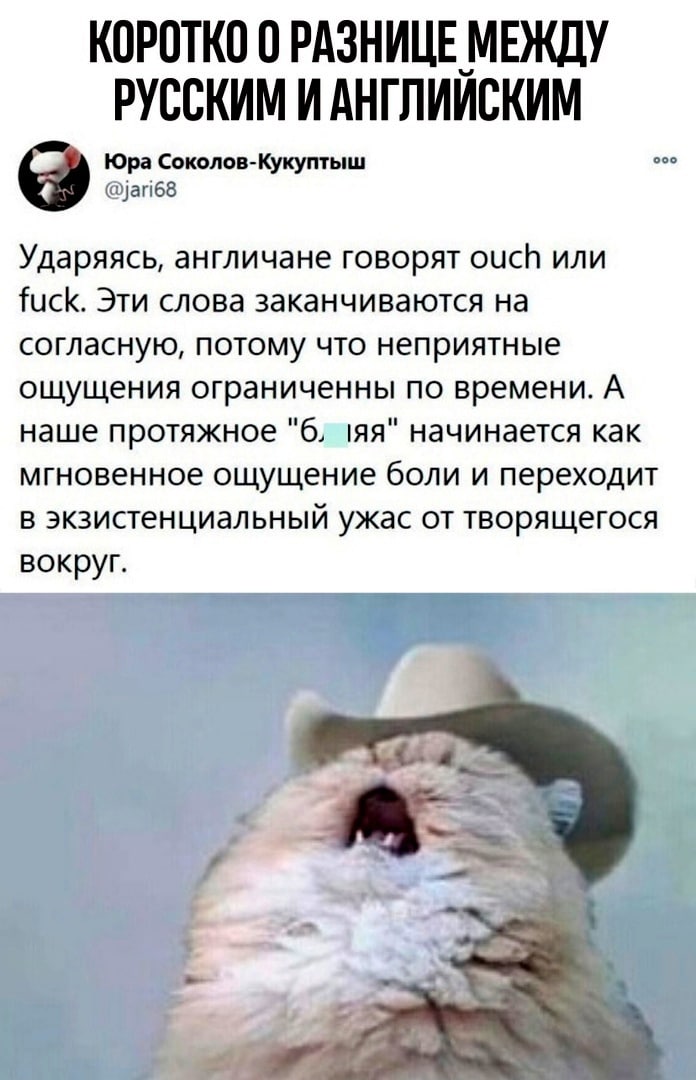 КОРОТКО О РАЗНИЦЕ МЕЖДУ
РУССКИМ И АНГЛИЙСКИМ
Юра Соколов-Кукуптыш
@jari68
Ударяясь, англичане говорят ouch или
fuck. Эти слова заканчиваются на
согласную, потому что неприятные
ощущения ограниченны по времени. А
наше протяжное "б яя" начинается как
мгновенное ощущение боли и переходит
в экзистенциальный ужас от творящегося
вокруг.